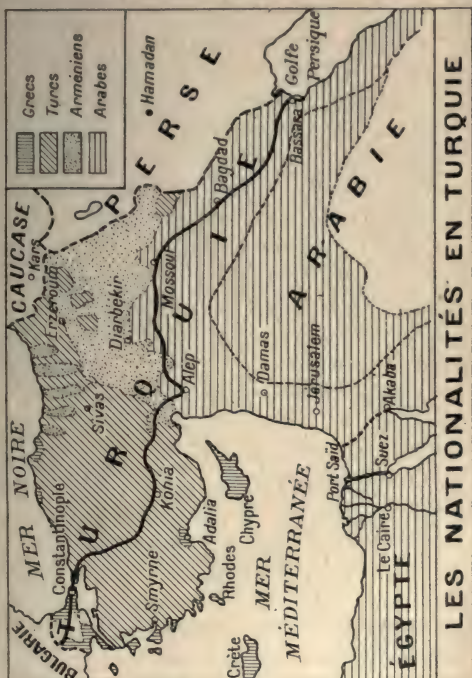 LES NATIONALITÉS EN TURQUIE
Grecs
Turcs
Arméniens
Arabes
BULGARIE
MER NOIRE
CAUCASE
Kars
Erzeroum
Constantinople
Sivas
Diarbékir
Hamadan
PERSE
TURQUIE
Smyrne
Konia
Adalia
Alep
Mossoul
Bagdad
Rhodes
Chypre
Crète
MER
MÉDITERRANÉE
Damas
Jérusalem
Bassora
Golfe
Persique
ARABIE
Port Saïd
Suez
Akaba
Le Caire
ÉGYPTE